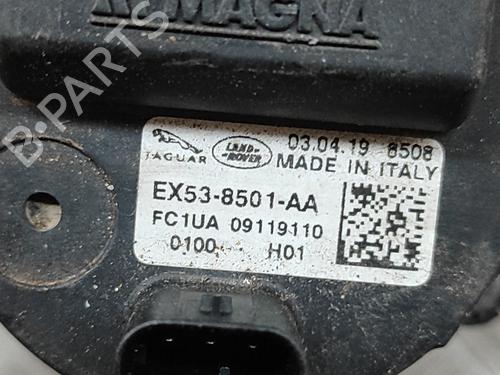 MAGNA
B-PARTS
JAGUAR LAND-ROVER 03.04.19 8508
MADE IN ITALY
EX53-8501-AA
FC1UA 09119110
0100 H01